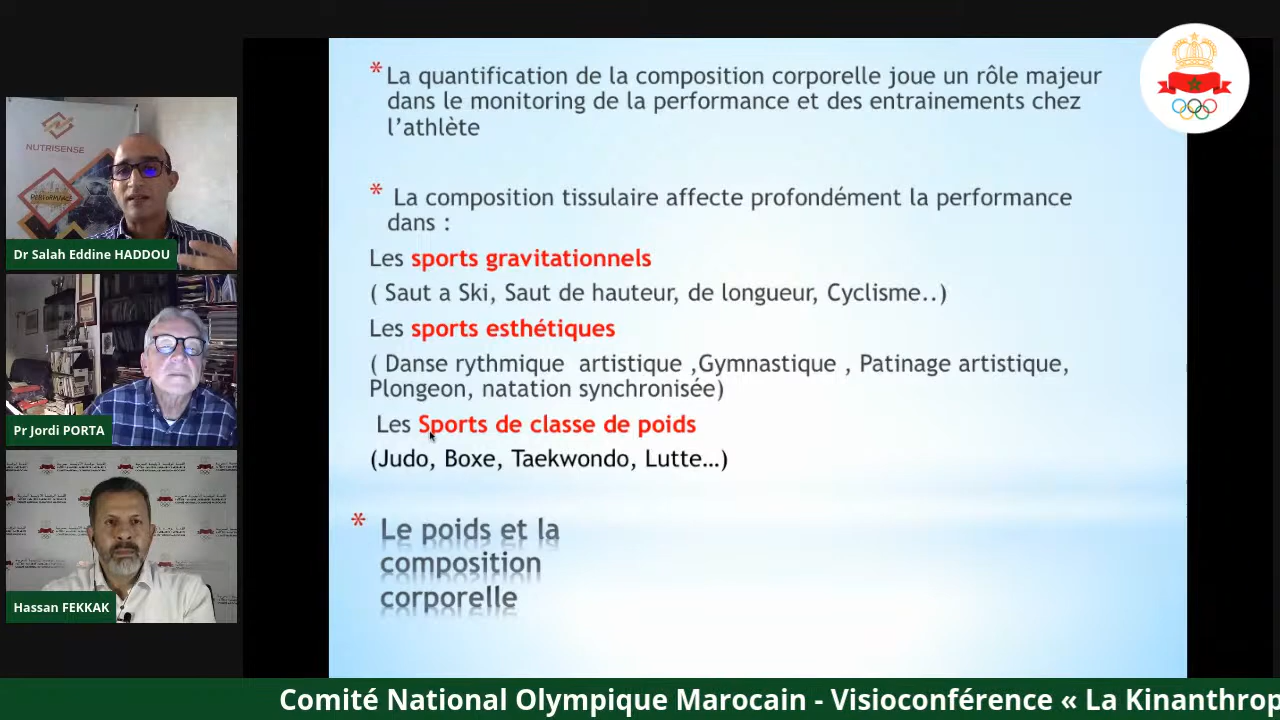 * La quantification de la composition corporelle joue un rôle majeur
dans le monitoring de la performance et des entrainements chez
l'athlète
* La composition tissulaire affecte profondément la performance
dans :
Les sports gravitationnels
( Saut a Ski, Saut de hauteur, de longueur, Cyclisme..)
Les sports esthétiques
( Danse rythmique artistique ,Gymnastique , Patinage artistique,
Plongeon, natation synchronisée)
Les Sports de classe de poids
(Judo, Boxe, Taekwondo, Lutte…)
* Le poids et la
composition
corporelle
NUTRISENSE
PERFORMANCE
Dr Salah Eddine HADDOU
Pr Jordi PORTA
Hassan FEKKAK
Comité National Olympique Marocain - Visioconférence « La Kinanthrop